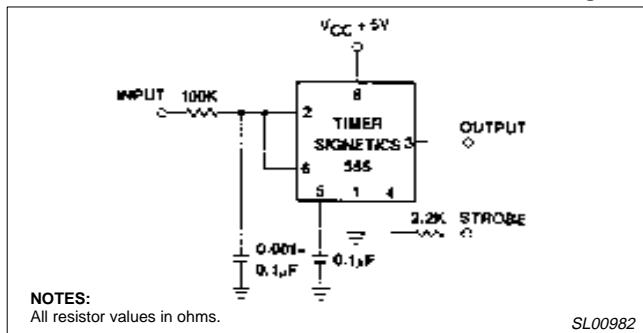 VCC + 5V
INPUT
100K
8
2
TIMER
SIGNETICS
555
3
OUTPUT
6
5
1
4
2.2K
STROBE
0.001–
0.1µF
0.1µF
NOTES:
All resistor values in ohms.
SL00982